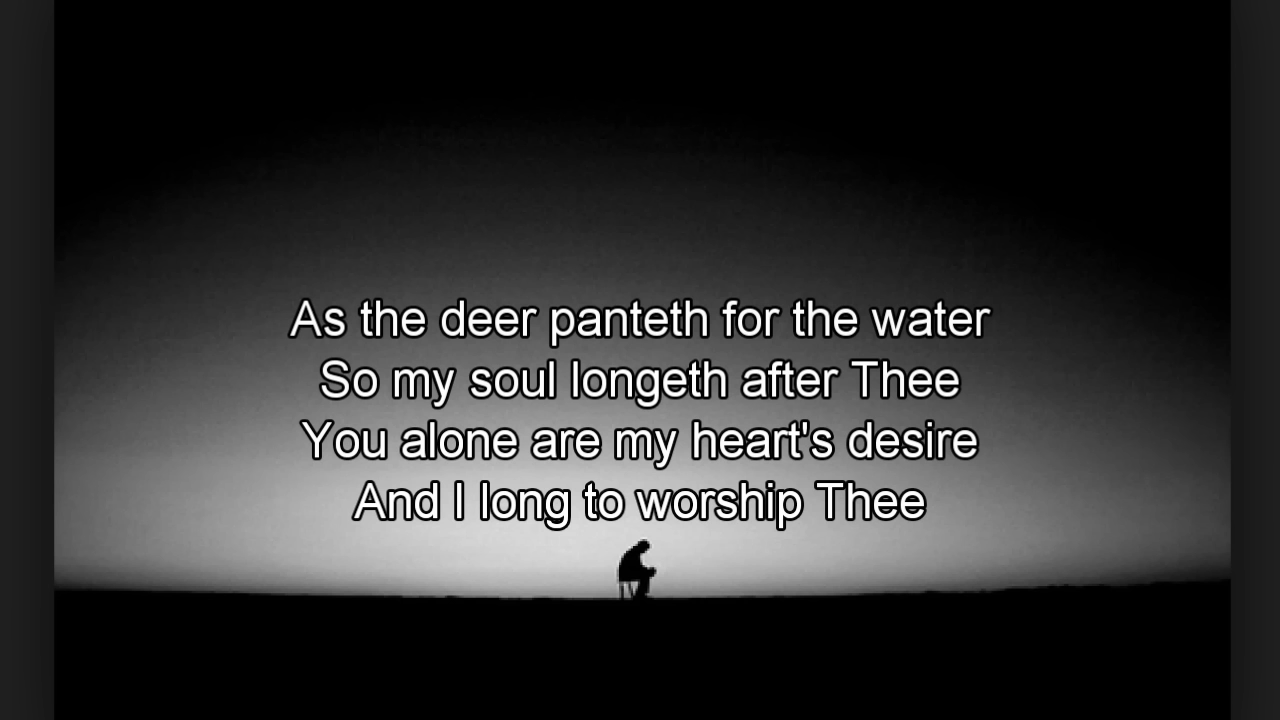 As the deer panteth for the water
So my soul longeth after Thee
You alone are my heart's desire
And I long to worship Thee